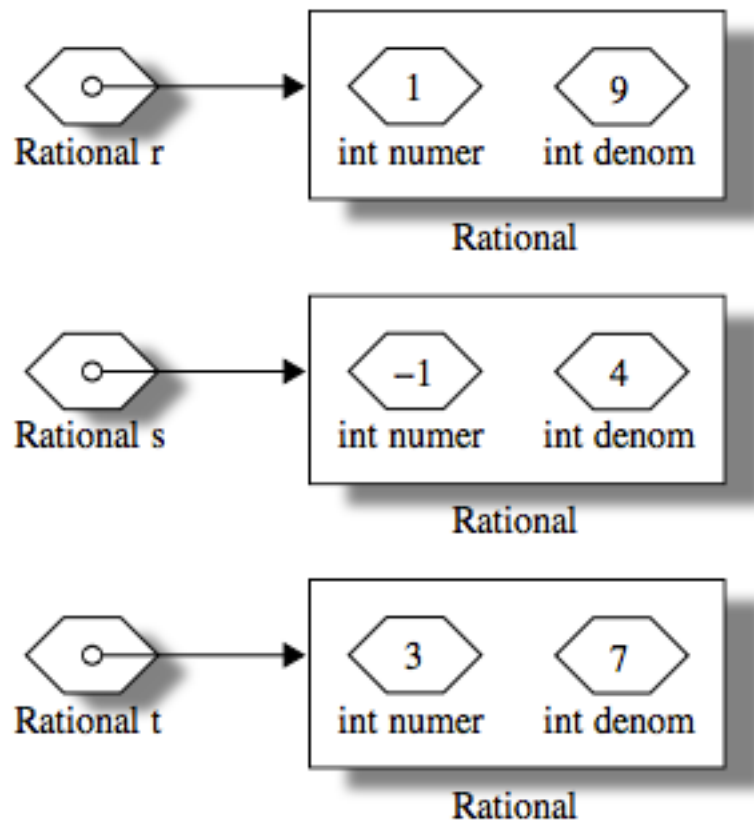 1 9
Rational r int numer int denom
Rational
–1 4
Rational s int numer int denom
Rational
3 7
Rational t int numer int denom
Rational